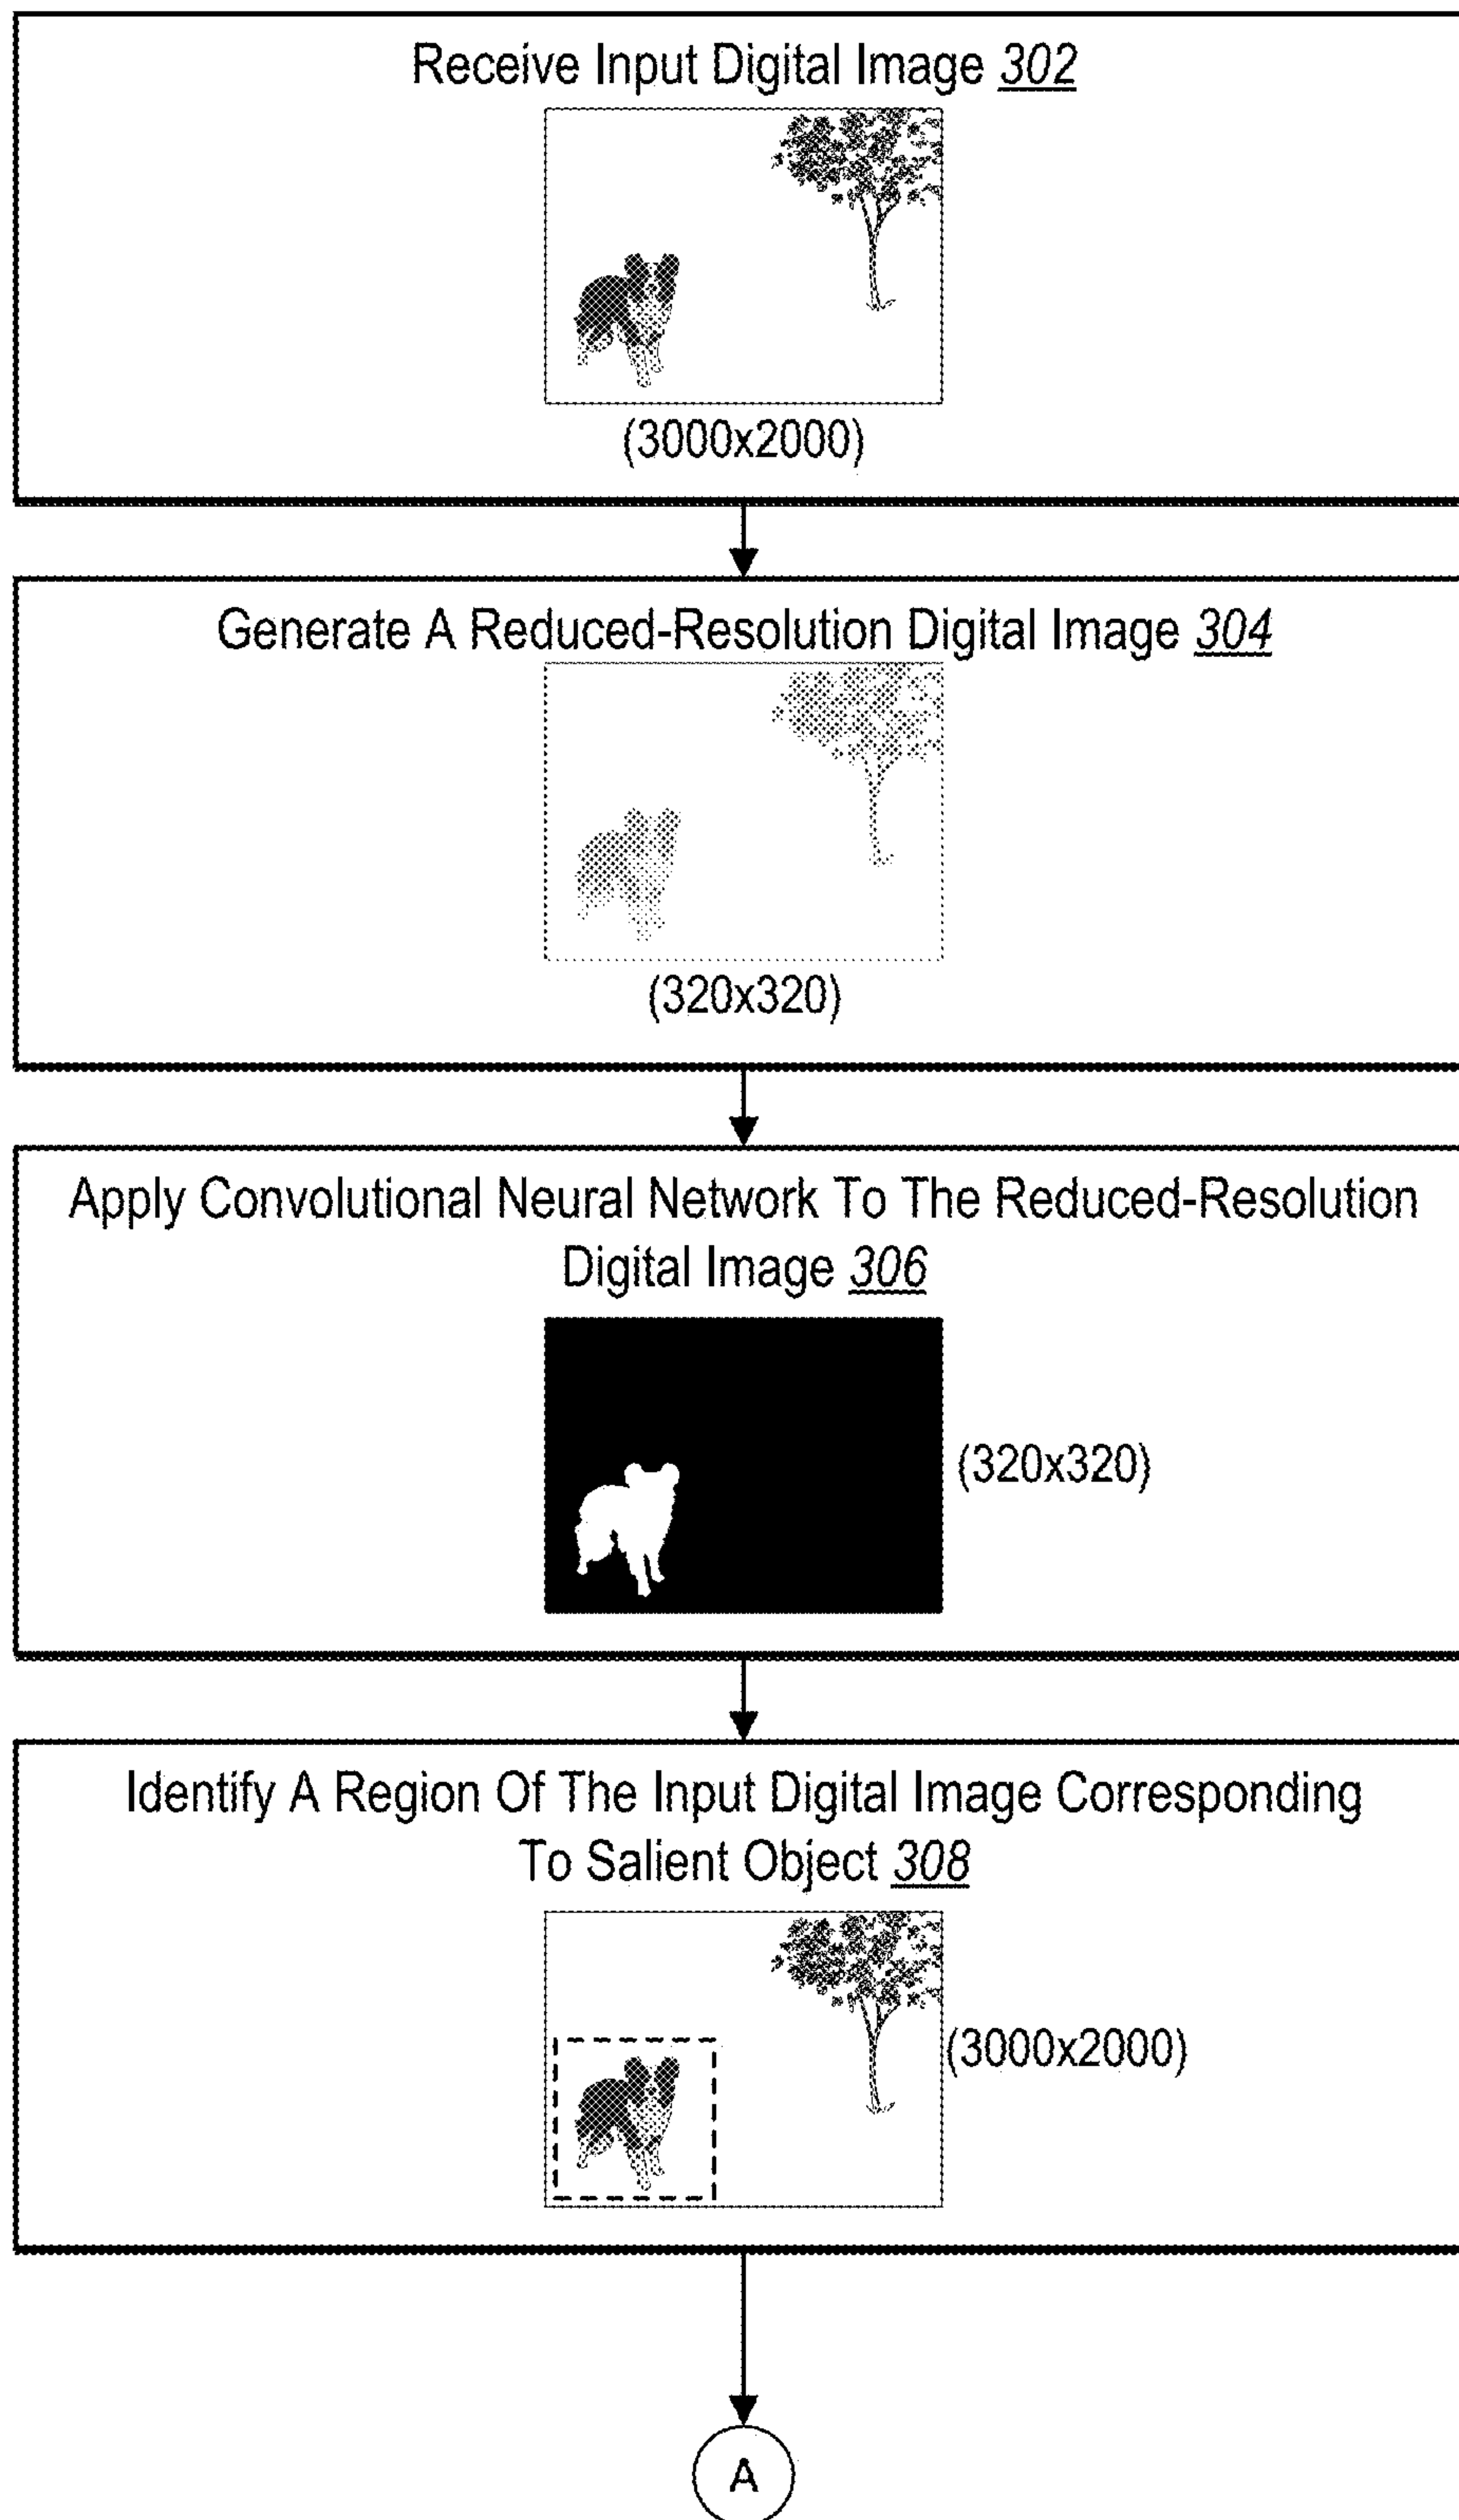 Receive Input Digital Image 302
(3000x2000)
Generate A Reduced-Resolution Digital Image 304
(320x320)
Apply Convolutional Neural Network To The Reduced-Resolution
Digital Image 306
(320x320)
Identify A Region Of The Input Digital Image Corresponding
To Salient Object 308
(3000x2000)
A